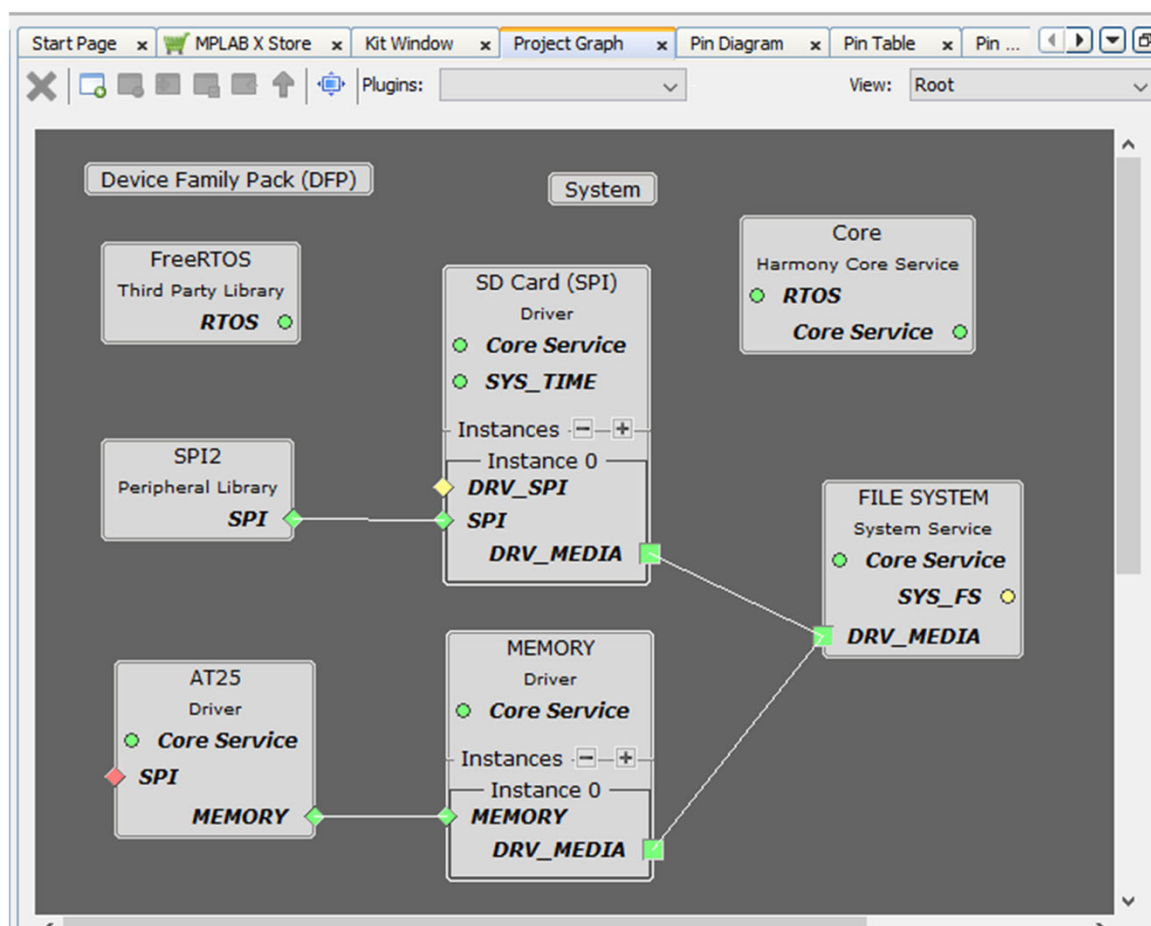 Start Page
MPLAB X Store
Kit Window
Project Graph
Pin Diagram
Pin Table
Pin ...
Plugins:
View:
Root
Device Family Pack (DFP)
System
FreeRTOS
Third Party Library
RTOS
SD Card (SPI)
Driver
Core Service
SYS_TIME
Instances
Instance 0
DRV_SPI
SPI
DRV_MEDIA
Core
Harmony Core Service
RTOS
Core Service
SPI2
Peripheral Library
SPI
FILE SYSTEM
System Service
Core Service
SYS_FS
DRV_MEDIA
AT25
Driver
Core Service
SPI
MEMORY
MEMORY
Driver
Core Service
Instances
Instance 0
MEMORY
DRV_MEDIA